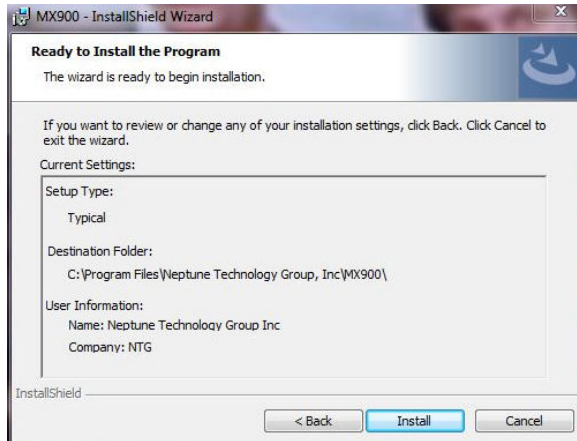 MX900 - InstallShield Wizard
X
Ready to Install the Program
The wizard is ready to begin installation.
If you want to review or change any of your installation settings, click Back. Click Cancel to
exit the wizard.
Current Settings:
Setup Type:
Typical
Destination Folder:
C:\Program Files\Neptune Technology Group, Inc\MX900\
User Information:
Name: Neptune Technology Group Inc
Company: NTG
InstallShield
< Back
Install
Cancel